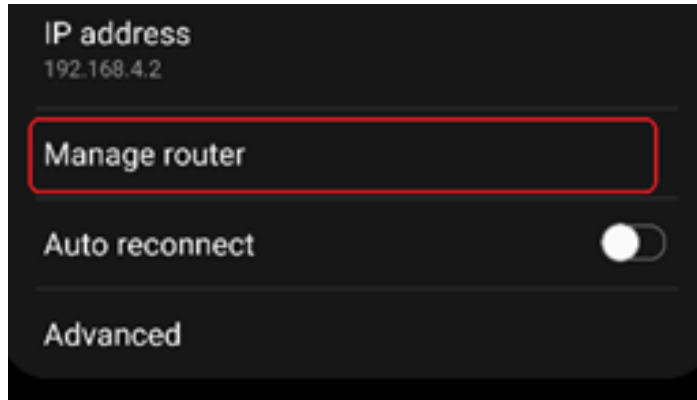 IP address
192.168.4.2
Manage router
Auto reconnect
Advanced